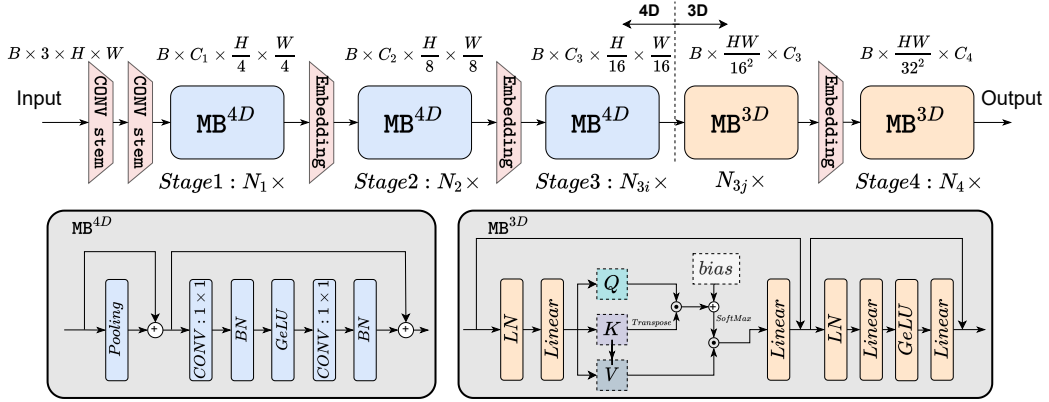 4D 3D
B × 3 × H × W
B × C₁ × H/4 × W/4
B × C₂ × H/8 × W/8
B × C₃ × H/16 × W/16
B × HW/16² × C₃
B × HW/32² × C₄
Input
CONV stem
CONV stem
MB⁴ᴰ
Embedding
MB⁴ᴰ
Embedding
MB⁴ᴰ
MB³ᴰ
Embedding
MB³ᴰ
Output
Stage1 : N₁×
Stage2 : N₂×
Stage3 : N₃ᵢ×
N₃ⱼ×
Stage4 : N₄×
MB⁴ᴰ
Pooling
+
CONV : 1 × 1
BN
GeLU
CONV : 1 × 1
BN
+
MB³ᴰ
LN
Linear
Q
K
V
Transpose
bias
+
SoftMax
Linear
LN
Linear
GeLU
Linear